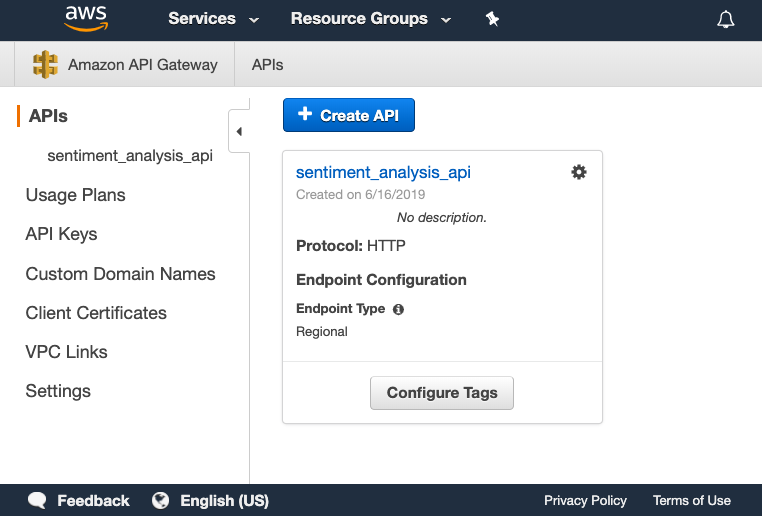 aws Services Resource Groups
Amazon API Gateway APIs
APIs
sentiment_analysis_api
Usage Plans
API Keys
Custom Domain Names
Client Certificates
VPC Links
Settings
Create API
sentiment_analysis_api
Created on 6/16/2019
No description.
Protocol: HTTP
Endpoint Configuration
Endpoint Type
Regional
Configure Tags
Feedback English (US) Privacy Policy Terms of Use